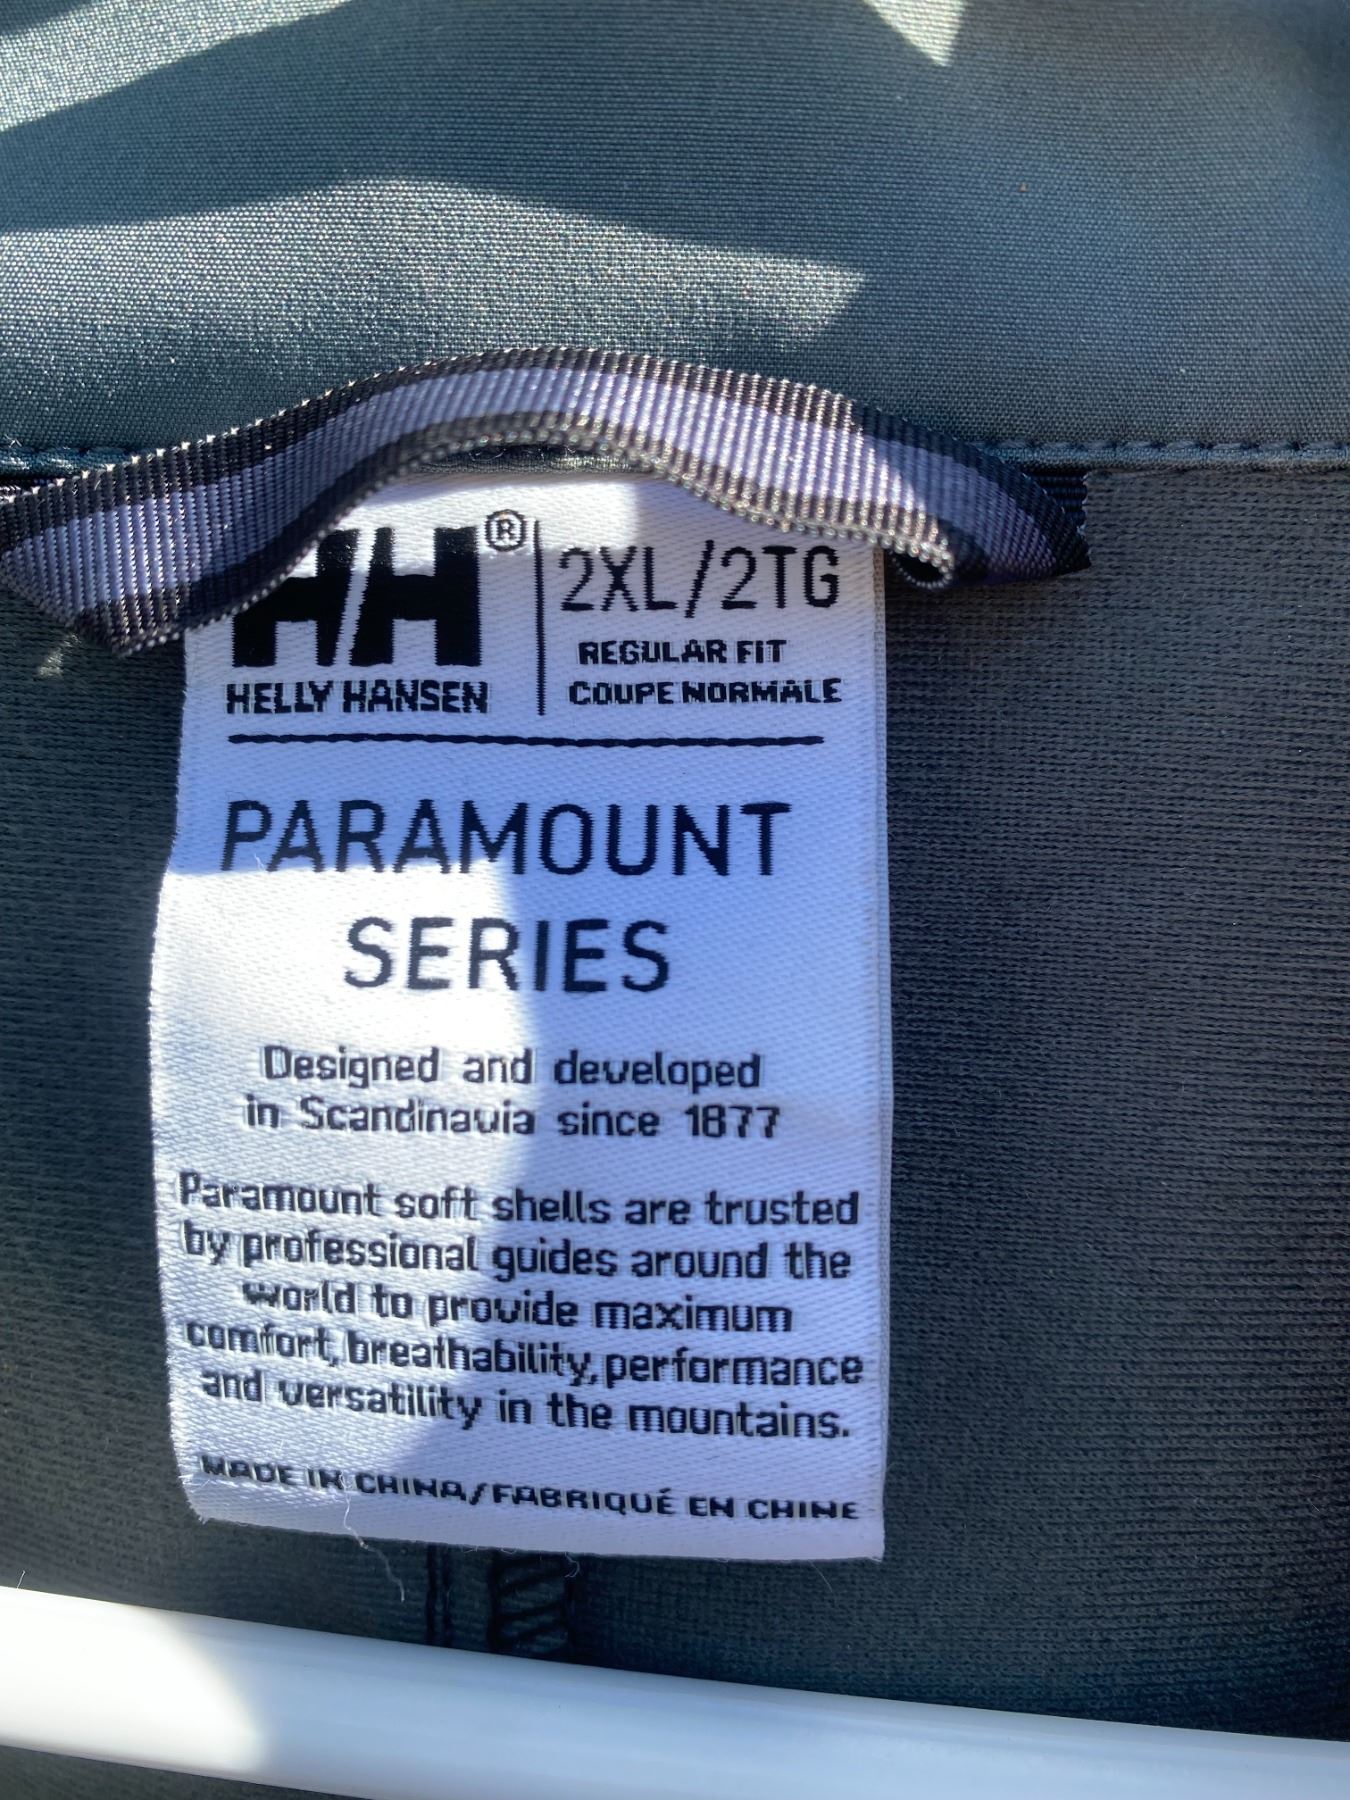 HH® 2XL/2TG
REGULAR FIT
HELLY HANSEN COUPE NORMALE
PARAMOUNT
SERIES
Designed and developed
in Scandinavia since 1877
Paramount soft shells are trusted
by professional guides around the
world to provide maximum
comfort, breathability, performance
and versatility in the mountains.
MADE IN CHINA/FABRIQUÉ EN CHINE